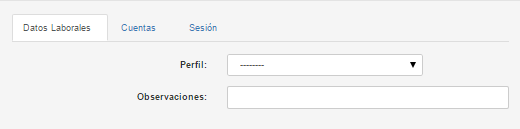 Datos Laborales Cuentas Sesión
Perfil: --------
Observaciones: